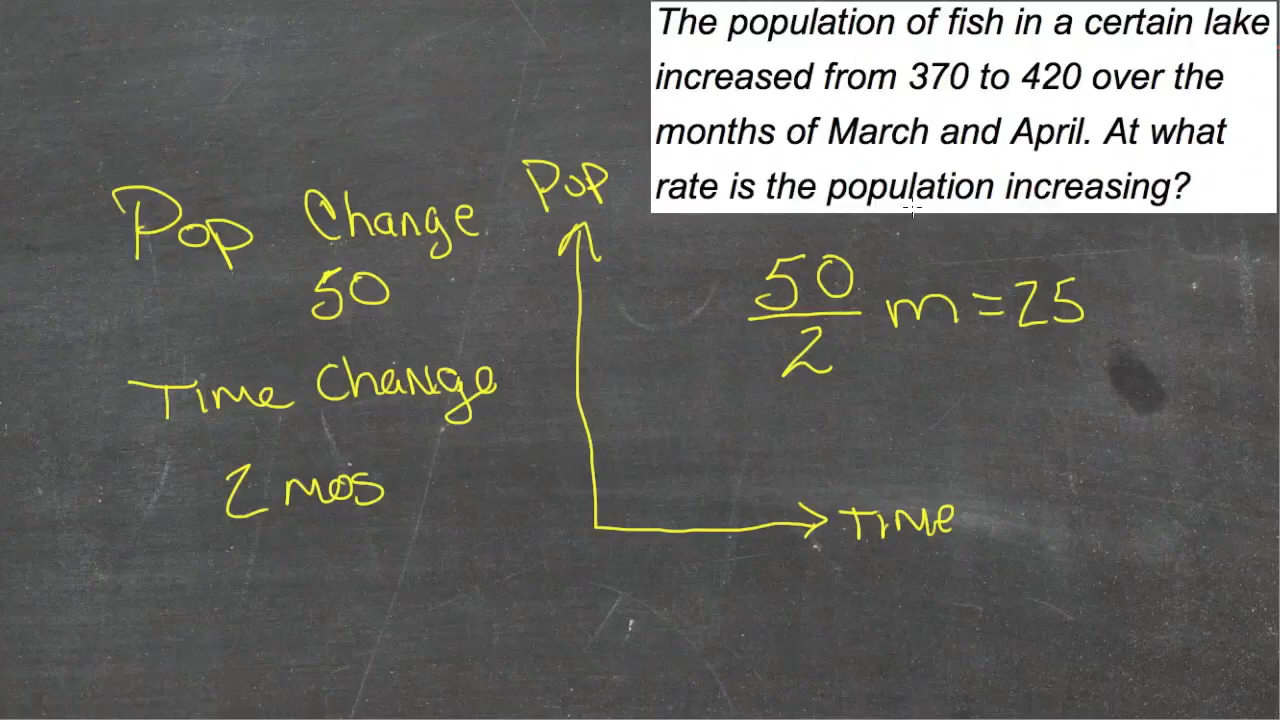 The population of fish in a certain lake
increased from 370 to 420 over the
months of March and April. At what
rate is the population increasing?
Pop Change
50
Time Change
2 mos
Pop
Time
50
2
m=25